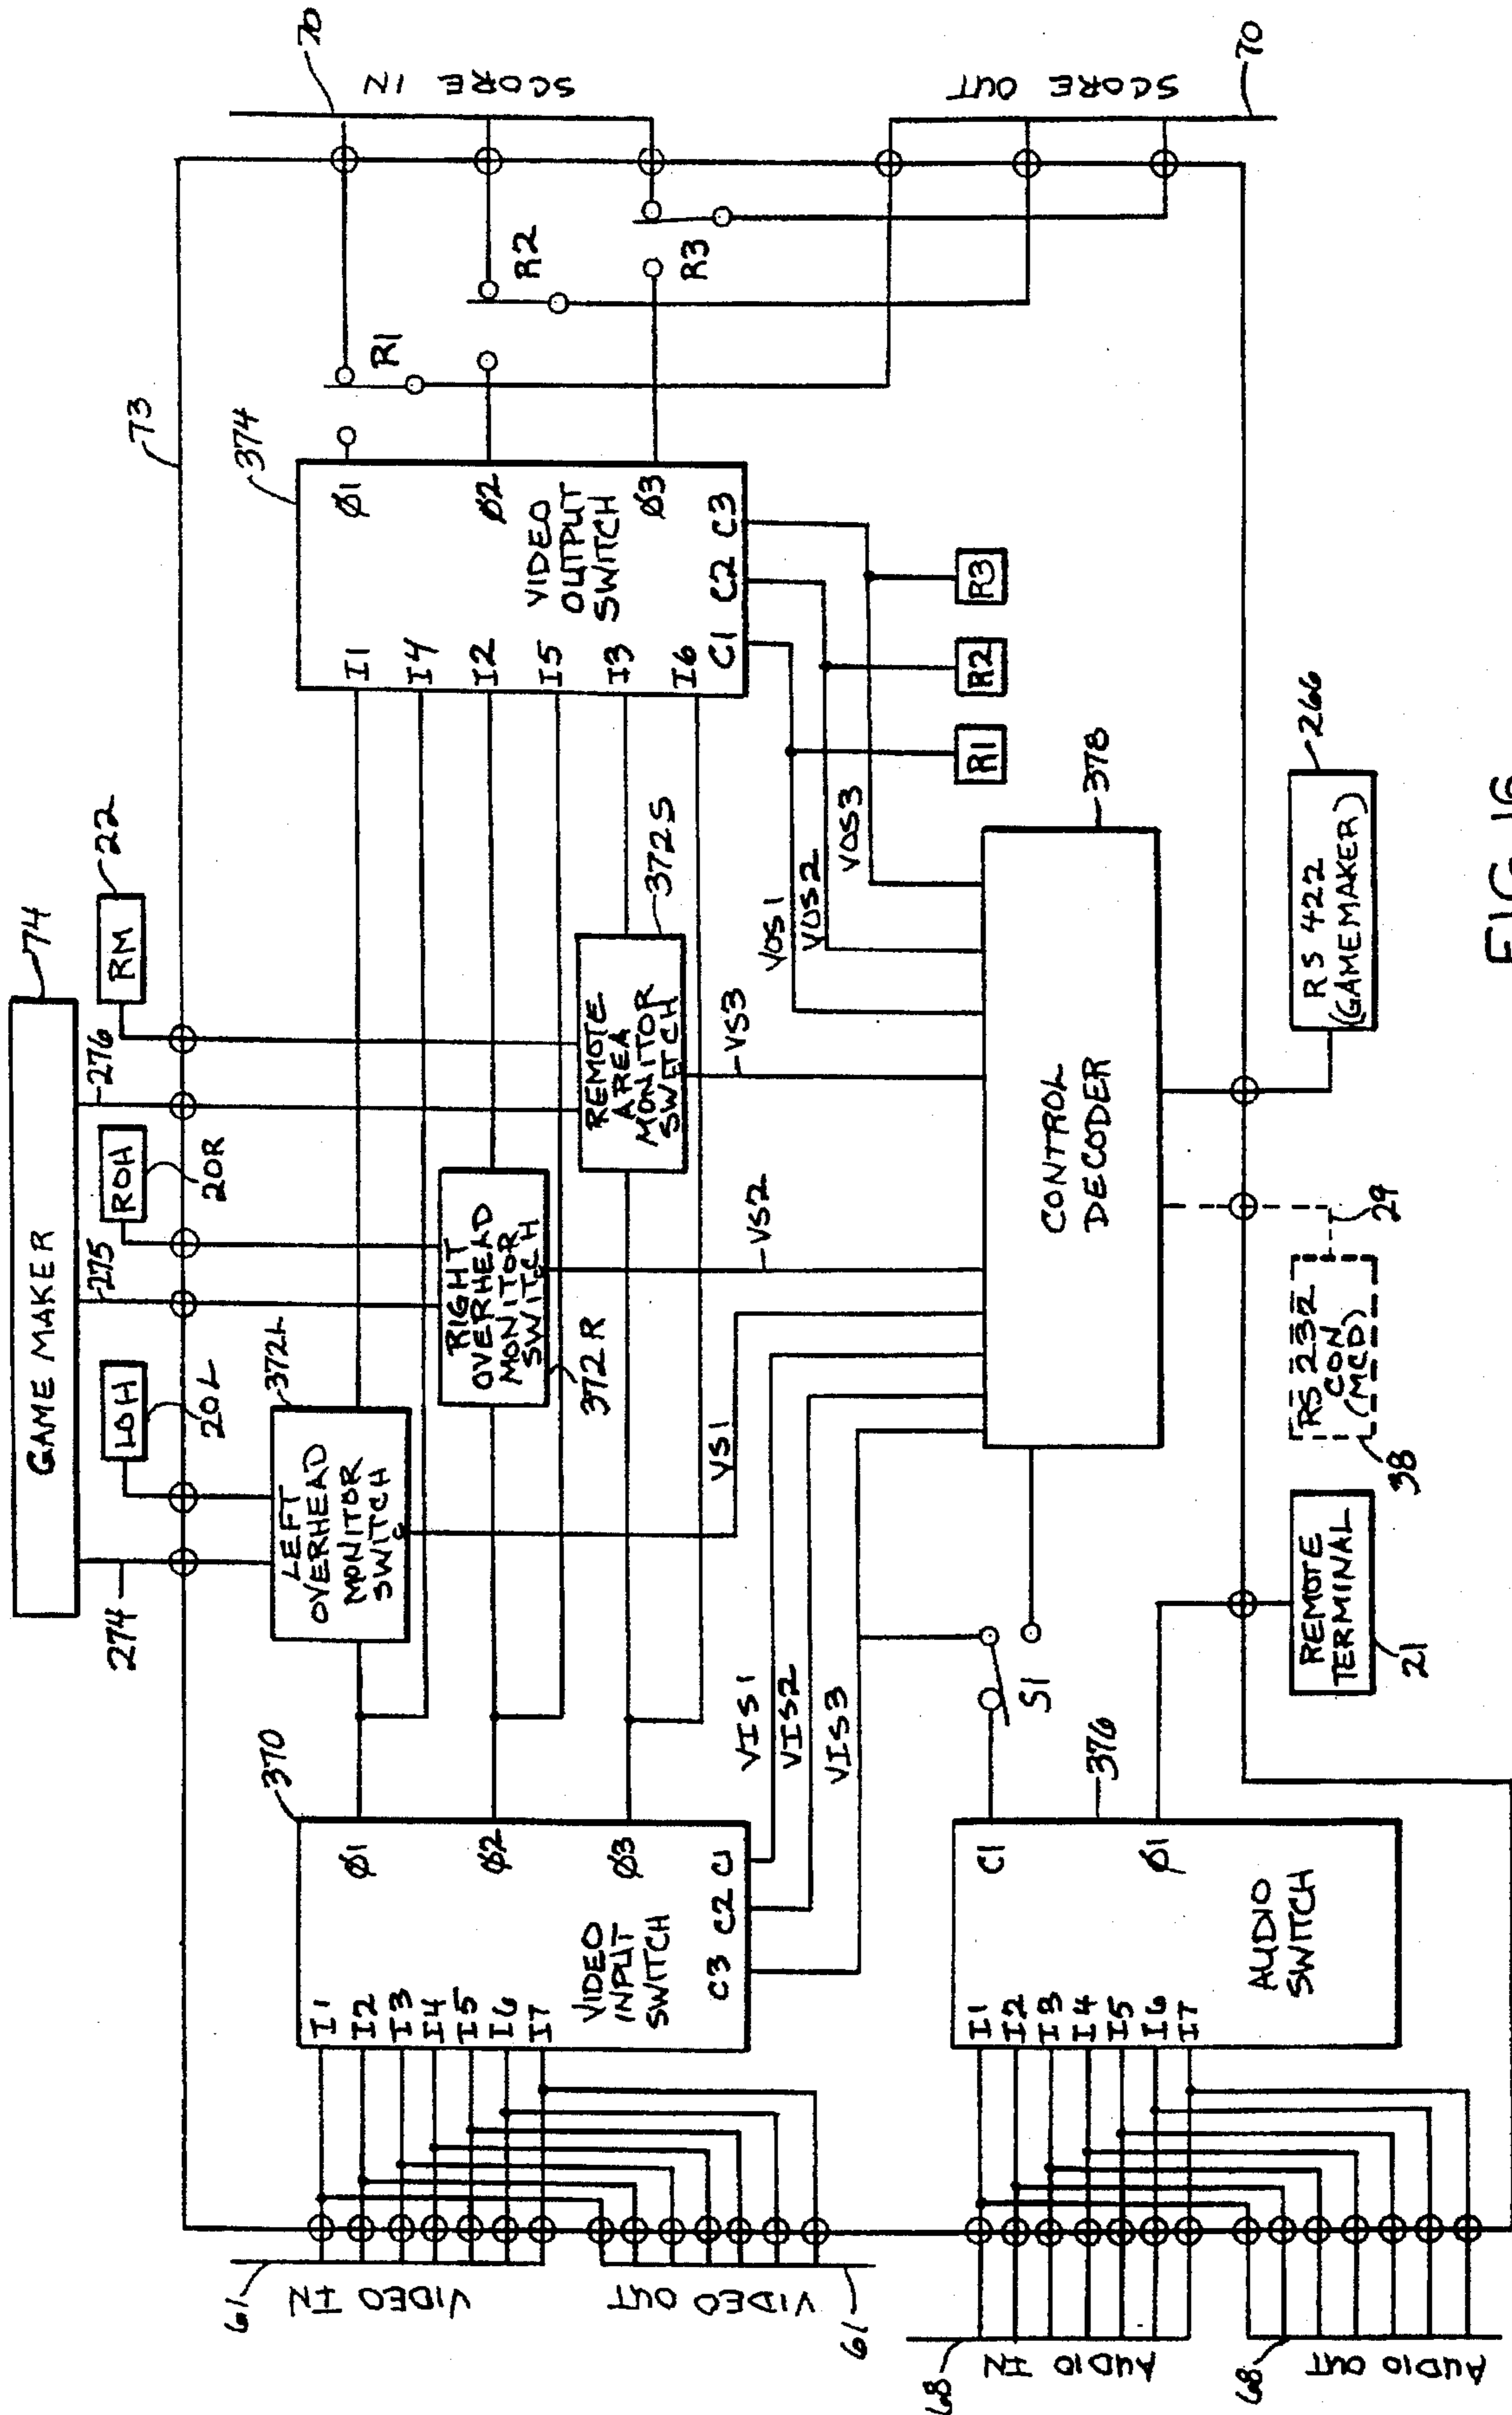 GAME MAKER
74
274
275
276
LOH
20L
ROH
20R
RM
22
73
372L
LEFT
OVERHEAD
MONITOR
SWITCH
C
RIGHT
OVERHEAD
MONITOR
SWITCH
C
372R
REMOTE
AREA
MONITOR
SWITCH
372S
370
I1
I2
I3
I4
I5
I6
I7
VIDEO
INPUT
SWITCH
Ø1
Ø2
Ø3
C3 C2 C1
61
VIDEO IN
VIDEO OUT
61
374
I1
I4
I2
I5
I3
I6
VIDEO
OUTPUT
SWITCH
Ø1
Ø2
Ø3
C1 C2 C3
R1
R2
R3
70
SCORE IN
SCORE OUT
70
VIS1
VIS2
VIS3
VS1
VS2
VS3
VOS1
VOS2
VOS3
R1
R2
R3
378
CONTROL
DECODER
S1
376
I1
I2
I3
I4
I5
I6
I7
AUDIO
SWITCH
C1
Ø1
68
AUDIO IN
68
AUDIO OUT
REMOTE
TERMINAL
21
RS 232
CON
(MCD)
38
29
RS 422
(GAMEMAKER)
266
FIG. 16